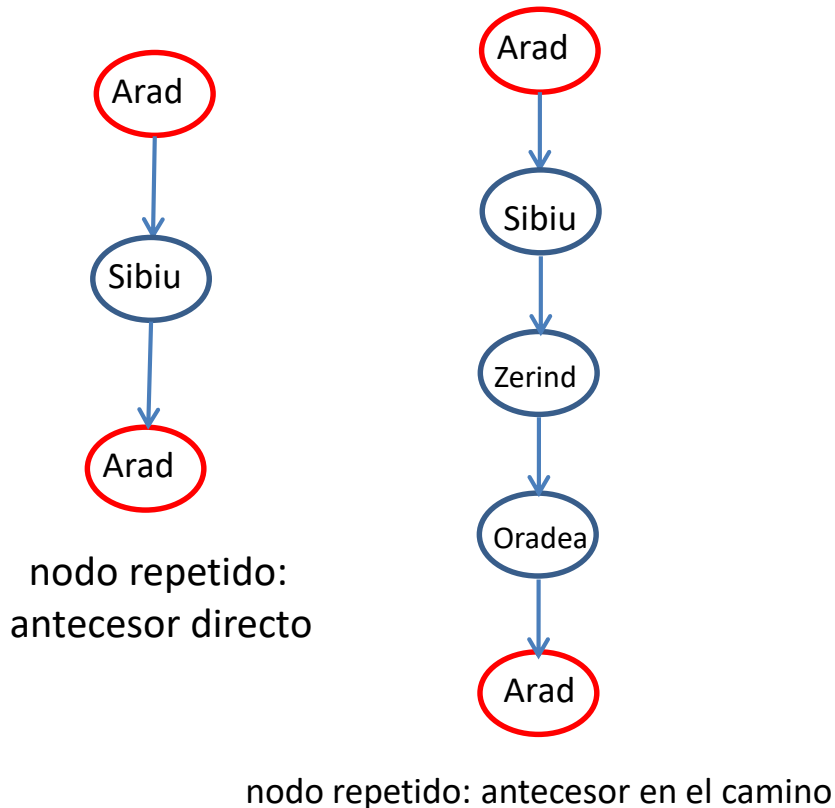 Arad
Sibiu
Arad
nodo repetido:
antecesor directo
Arad
Sibiu
Zerind
Oradea
Arad
nodo repetido: antecesor en el camino